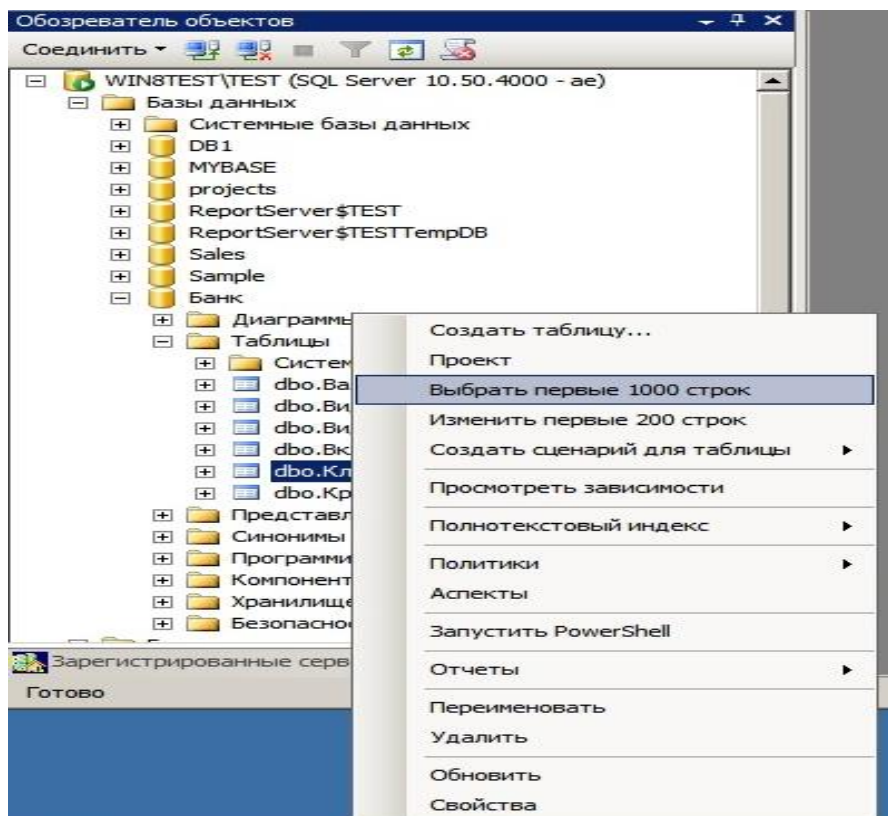 Обозреватель объектов
Соединить
WIN8TEST\TEST (SQL Server 10.50.4000 - ae)
Базы данных
Системные базы данных
DB1
MYBASE
projects
ReportServer$TEST
ReportServer$TESTTempDB
Sales
Sample
Банк
Диаграммы
Таблицы
Систем
dbo.Ва
dbo.Ви
dbo.Ви
dbo.Вк
dbo.Кл
dbo.Кр
Представл
Синонимы
Программи
Компонент
Хранилище
Безопаснос
Зарегистрированные серв
Готово
Создать таблицу...
Проект
Выбрать первые 1000 строк
Изменить первые 200 строк
Создать сценарий для таблицы
Просмотреть зависимости
Полнотекстовый индекс
Политики
Аспекты
Запустить PowerShell
Отчеты
Переименовать
Удалить
Обновить
Свойства